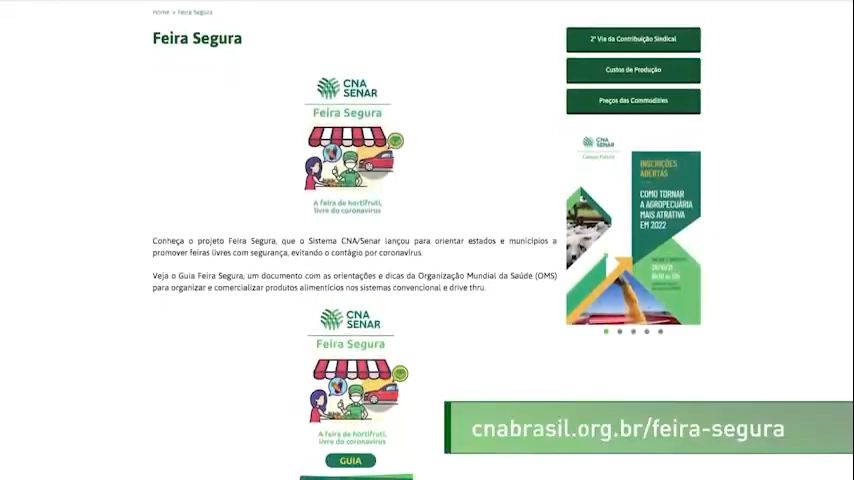 Home » Feira Segura
Feira Segura
CNA
SENAR
Feira Segura
A feira de hortifruti,
livre do coronavírus
Conheça o projeto Feira Segura, que o Sistema CNA/Senar lançou para orientar estados e municípios a
promover feiras livres com segurança, evitando o contágio por coronavírus.
Veja o Guia Feira Segura, um documento com as orientações e dicas da Organização Mundial da Saúde (OMS)
para organizar e comercializar produtos alimentícios nos sistemas convencional e drive thru.
CNA
SENAR
Feira Segura
A feira de hortifruti,
livre do coronavírus
GUIA
2ª Via da Contribuição Sindical
Custos de Produção
Preços das Commodities
CNA
SENAR
INSCRIÇÕES
ABERTAS
COMO TORNAR
A AGROPECUÁRIA
MAIS ATRATIVA
EM 2022
cnabrasil.org.br/feira-segura